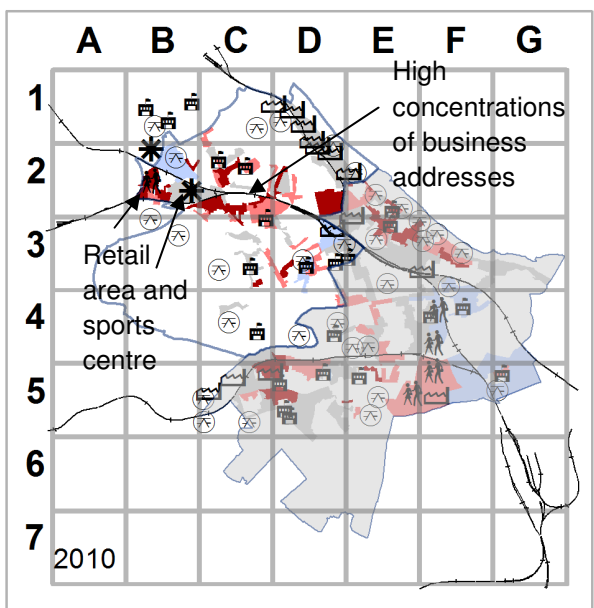 A B C D E F G
1
2
3
4
5
6
7
High
concentrations
of business
addresses
Retail
area and
sports
centre
2010